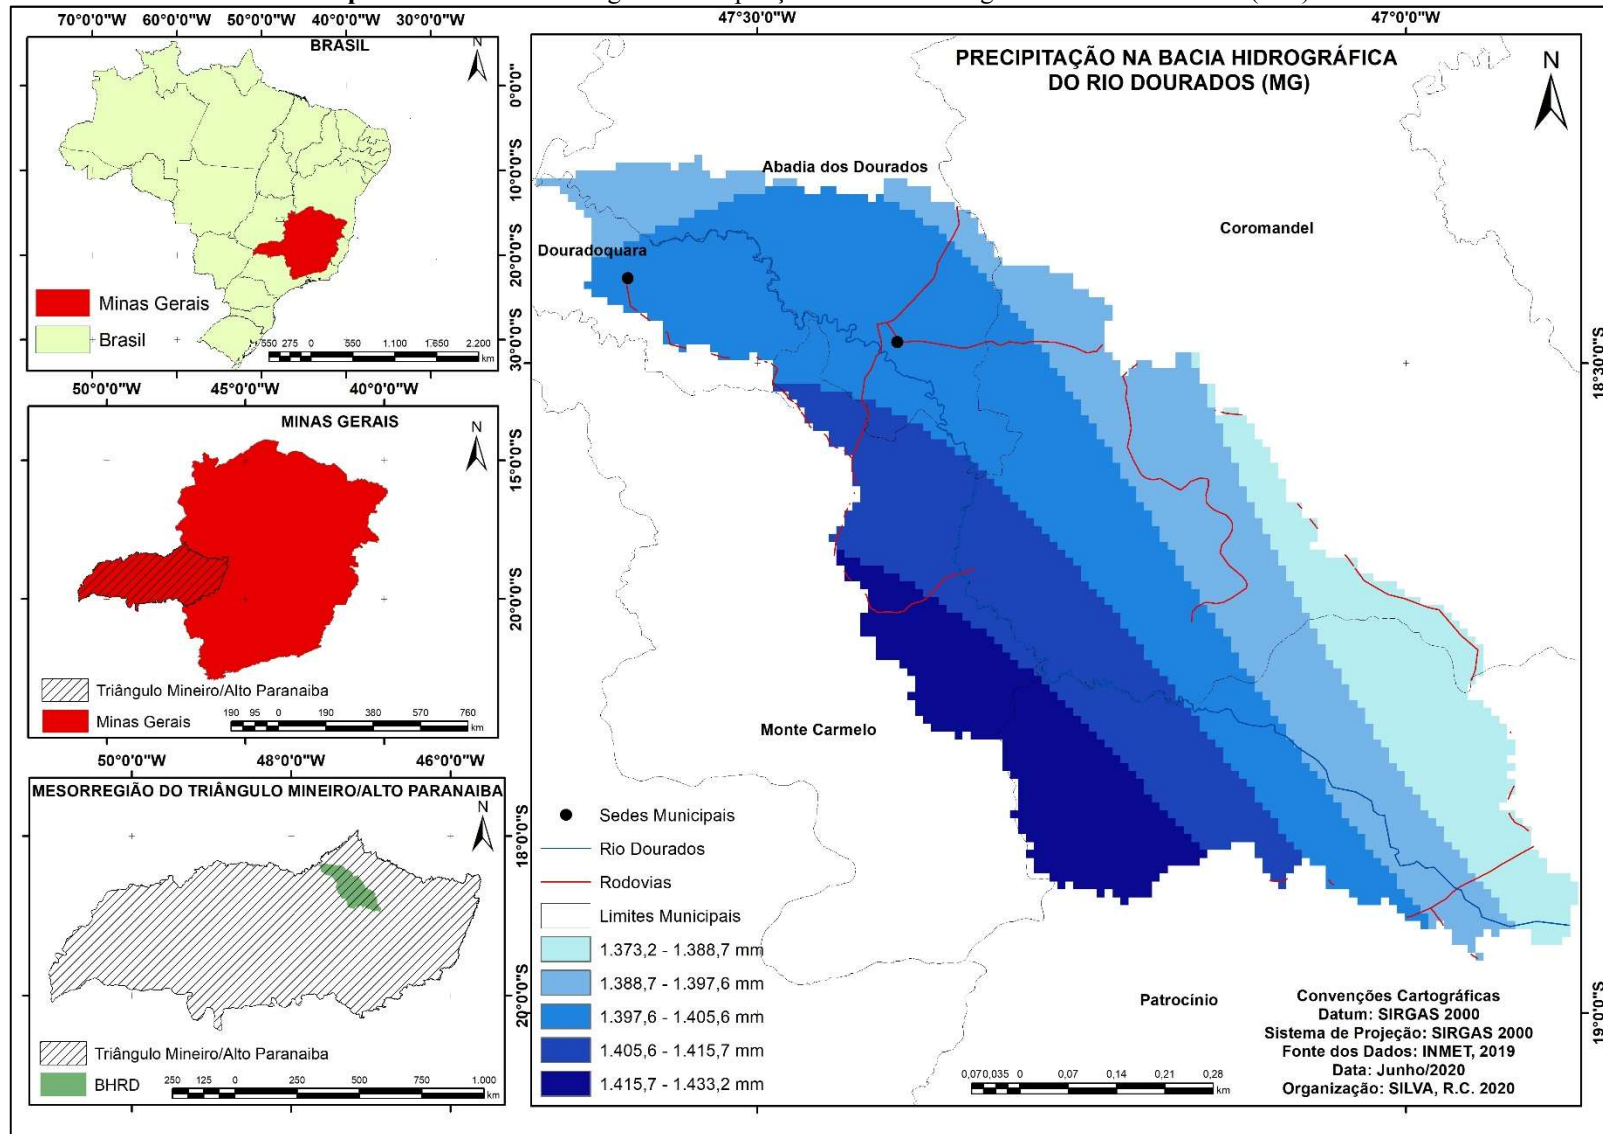 70°0'0"W 60°0'0"W 50°0'0"W 40°0'0"W 30°0'0"W
BRASIL
N
0°0'0"
10°0'0"S
20°0'0"S
30°0'0"S
Minas Gerais
Brasil
550 275 0 550 1.100 1.650 2.200
km
50°0'0"W 45°0'0"W 40°0'0"W
MINAS GERAIS
N
15°0'0"S
20°0'0"S
Triângulo Mineiro/Alto Paranaiba
Minas Gerais
190 95 0 190 380 570 760
km
50°0'0"W 48°0'0"W 46°0'0"W
MESORREGIÃO DO TRIÂNGULO MINEIRO/ALTO PARANAIBA
N
18°0'0"S
20°0'0"S
Triângulo Mineiro/Alto Paranaiba
BHRD
250 125 0 250 500 750 1.000
km
47°30'0"W 47°0'0"W
PRECIPITAÇÃO NA BACIA HIDROGRÁFICA
DO RIO DOURADOS (MG)
N
Abadia dos Dourados
Coromandel
Douradoquara
18°30'0"S
Monte Carmelo
Patrocínio
19°0'0"S
Sedes Municipais
Rio Dourados
Rodovias
Limites Municipais
1.373,2 - 1.388,7 mm
1.388,7 - 1.397,6 mm
1.397,6 - 1.405,6 mm
1.405,6 - 1.415,7 mm
1.415,7 - 1.433,2 mm
0,07 0,035 0 0,07 0,14 0,21 0,28
km
Convenções Cartográficas
Datum: SIRGAS 2000
Sistema de Projeção: SIRGAS 2000
Fonte dos Dados: INMET, 2019
Data: Junho/2020
Organização: SILVA, R.C. 2020